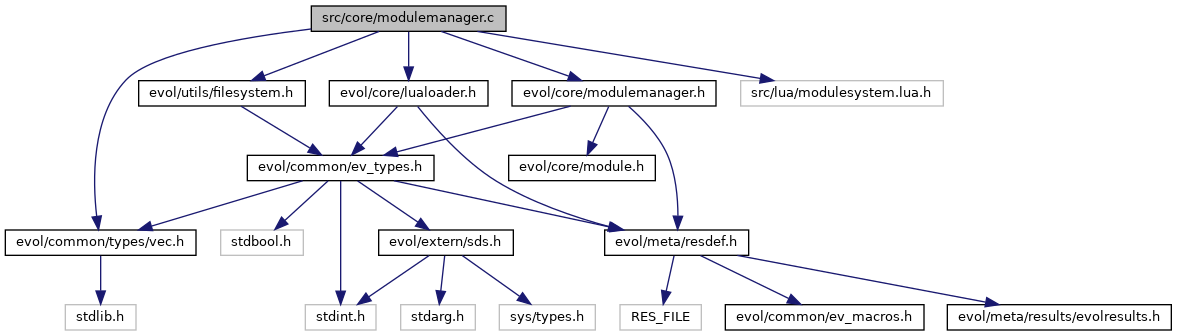 src/core/modulemanager.c
evol/utils/filesystem.h
evol/core/lualoader.h
evol/core/modulemanager.h
src/lua/modulesystem.lua.h
evol/common/ev_types.h
evol/core/module.h
evol/common/types/vec.h
stdbool.h
evol/extern/sds.h
evol/meta/resdef.h
stdlib.h
stdint.h
stdarg.h
sys/types.h
RES_FILE
evol/common/ev_macros.h
evol/meta/results/evolresults.h